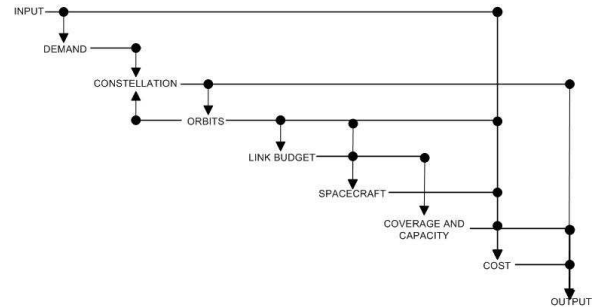 INPUT
DEMAND
CONSTELLATION
ORBITS
LINK BUDGET
SPACECRAFT
COVERAGE AND
CAPACITY
COST
OUTPUT